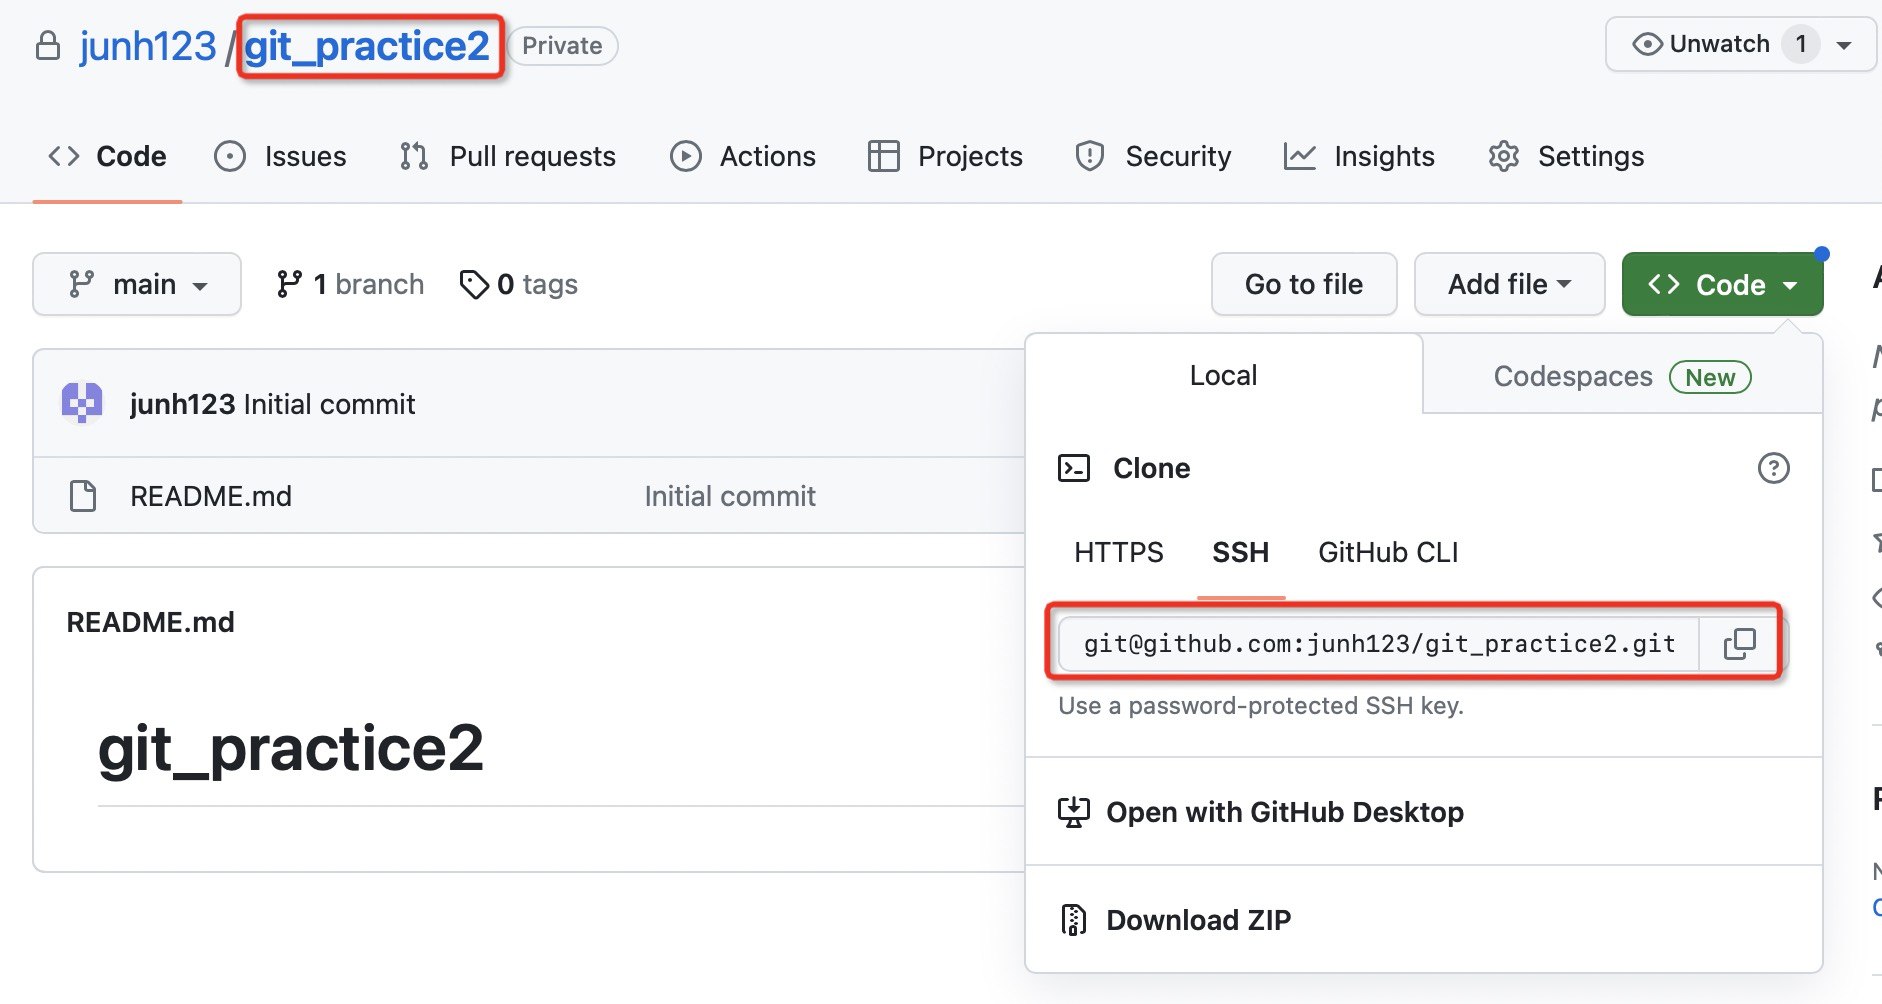 junh123 / git_practice2 Private
Unwatch 1
Code Issues Pull requests Actions Projects Security Insights Settings
main 1 branch 0 tags Go to file Add file Code
Local Codespaces New
junh123 Initial commit
Clone
README.md Initial commit
HTTPS SSH GitHub CLI
README.md
git@github.com:junh123/git_practice2.git
Use a password-protected SSH key.
git_practice2
Open with GitHub Desktop
Download ZIP